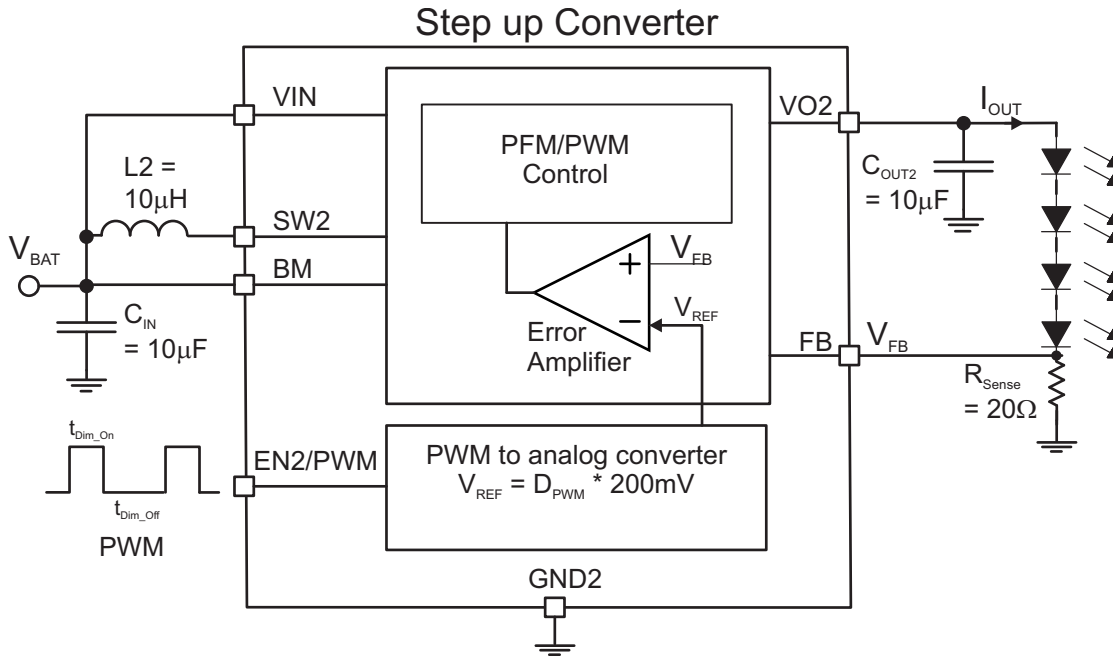 Step up Converter
VIN
VO2
I_OUT
PFM/PWM
Control
L2 =
10μH
C_OUT2
= 10μF
SW2
V_BAT
BM
V_FB
+
C_IN
= 10μF
V_REF
−
Error
Amplifier
FB
V_FB
R_Sense
= 20Ω
t_Dim_On
EN2/PWM
PWM to analog converter
V_REF = D_PWM * 200mV
t_Dim_Off
PWM
GND2